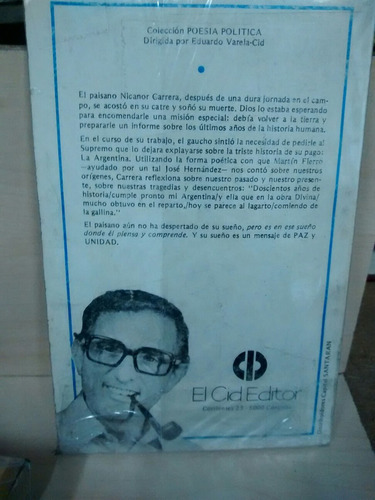 Colección POESIA POLITICA
Dirigida por Eduardo Varela-Cid
El paisano Nicanor Carrera, después de una dura jornada en el cam-
po, se acostó en su catre y soñó su muerte. Dios lo estaba esperando
para encomendarle una misión especial: debía volver a la tierra y
prepararle un informe sobre los últimos años de la historia humana.
En el curso de su trabajo, el gaucho sintió la necesidad de pedirle al
Supremo que lo dejara explayarse sobre la triste historia de su pago:
La Argentina. Utilizando la forma poética con que Martín Fierro
—ayudado por un tal José Hernández— nos contó sobre nuestros
orígenes, Carrera reflexiona sobre nuestro pasado y nuestro presen-
te, sobre nuestras tragedias y desencuentros: "Doscientos años de
historia/cumple pronto mi Argentina/y ella que en la obra Divina/
mucho obtuvo en el reparto,/hoy se parece al lagarto/comiendo de
la gallina."
El paisano aún no ha despertado de su sueño, pero es en ese sueño
donde él piensa y comprende. Y su sueño es un mensaje de PAZ y
UNIDAD.
El Cid Editor
SANTA RAN